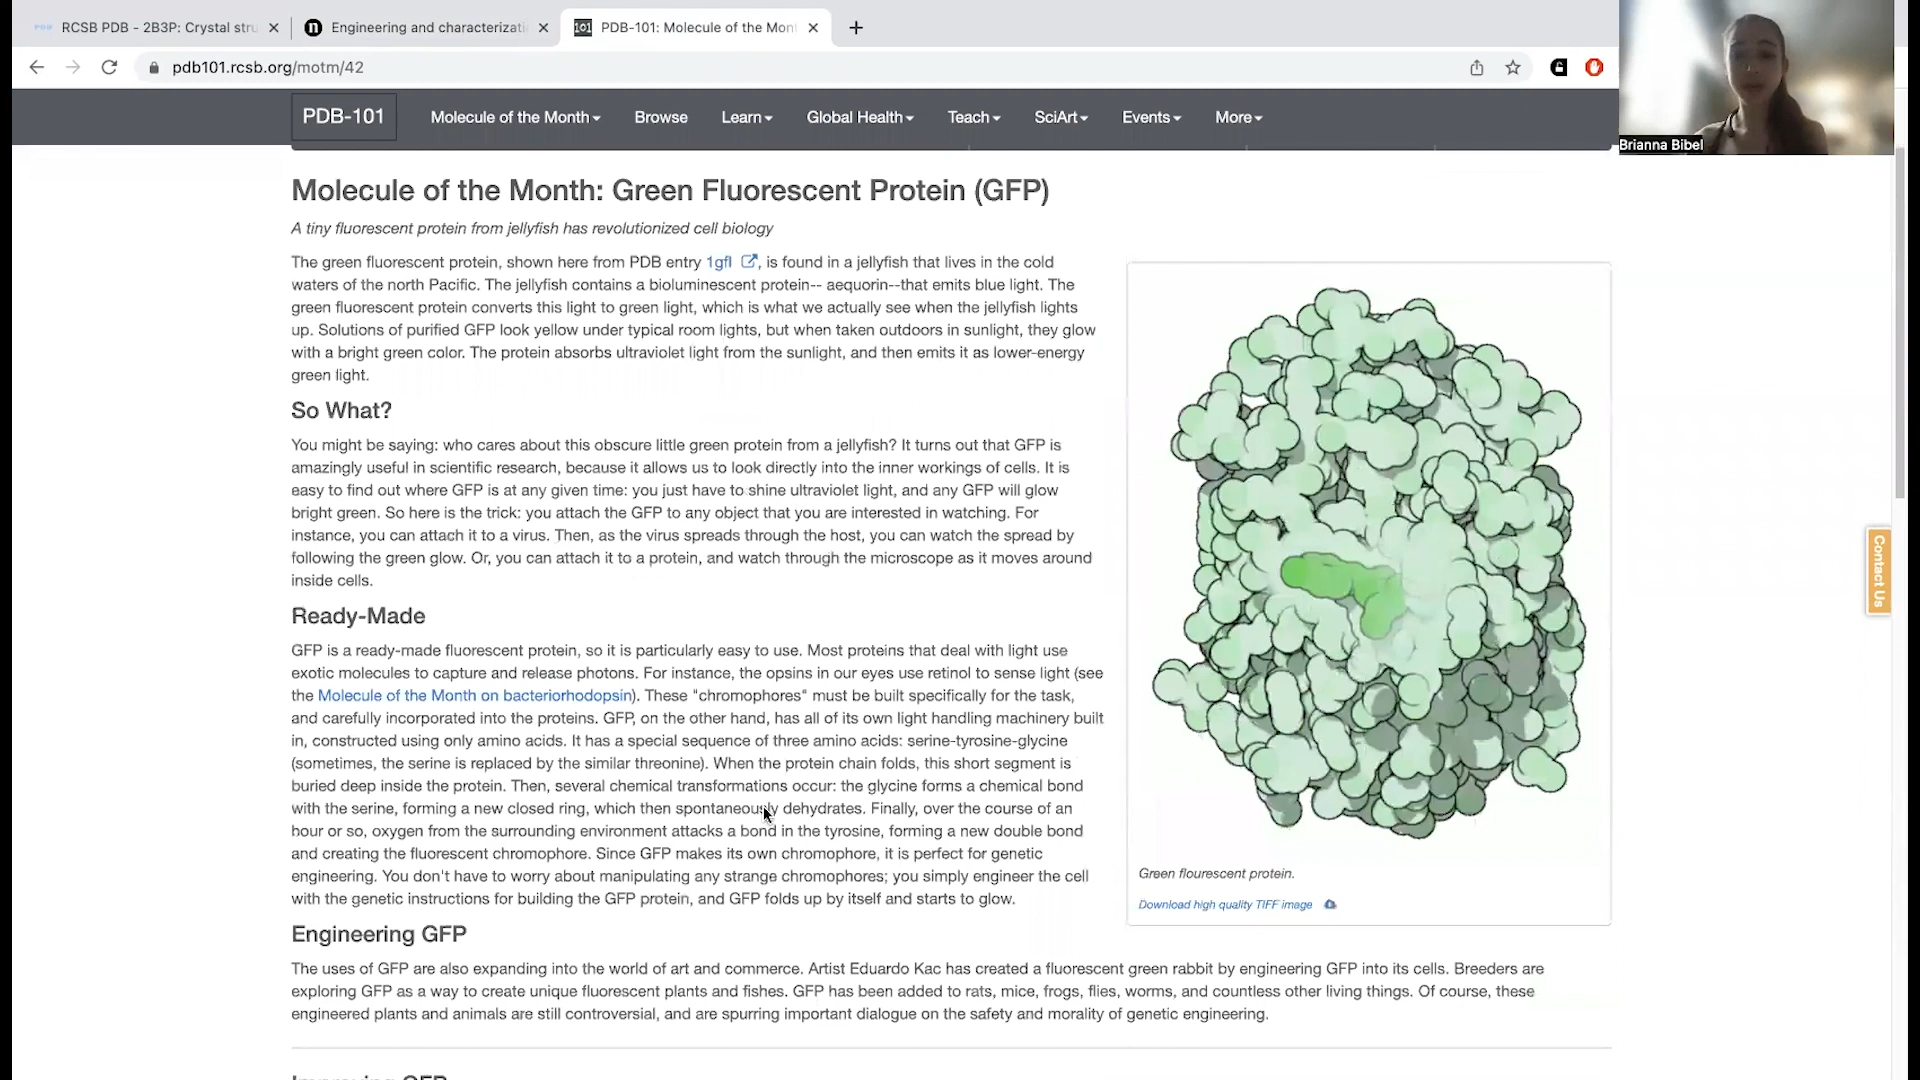 RCSB PDB - 2B3P: Crystal stru
Engineering and characterizati
PDB-101: Molecule of the Mon
pdb101.rcsb.org/motm/42
Brianna Bibel
PDB-101
Molecule of the Month
Browse
Learn
Global Health
Teach
SciArt
Events
More
Molecule of the Month: Green Fluorescent Protein (GFP)
A tiny fluorescent protein from jellyfish has revolutionized cell biology
The green fluorescent protein, shown here from PDB entry 1gfl , is found in a jellyfish that lives in the cold
waters of the north Pacific. The jellyfish contains a bioluminescent protein-- aequorin--that emits blue light. The
green fluorescent protein converts this light to green light, which is what we actually see when the jellyfish lights
up. Solutions of purified GFP look yellow under typical room lights, but when taken outdoors in sunlight, they glow
with a bright green color. The protein absorbs ultraviolet light from the sunlight, and then emits it as lower-energy
green light.
So What?
You might be saying: who cares about this obscure little green protein from a jellyfish? It turns out that GFP is
amazingly useful in scientific research, because it allows us to look directly into the inner workings of cells. It is
easy to find out where GFP is at any given time: you just have to shine ultraviolet light, and any GFP will glow
bright green. So here is the trick: you attach the GFP to any object that you are interested in watching. For
instance, you can attach it to a virus. Then, as the virus spreads through the host, you can watch the spread by
following the green glow. Or, you can attach it to a protein, and watch through the microscope as it moves around
inside cells.
Ready-Made
GFP is a ready-made fluorescent protein, so it is particularly easy to use. Most proteins that deal with light use
exotic molecules to capture and release photons. For instance, the opsins in our eyes use retinol to sense light (see
the Molecule of the Month on bacteriorhodopsin). These "chromophores" must be built specifically for the task,
and carefully incorporated into the proteins. GFP, on the other hand, has all of its own light handling machinery built
in, constructed using only amino acids. It has a special sequence of three amino acids: serine-tyrosine-glycine
(sometimes, the serine is replaced by the similar threonine). When the protein chain folds, this short segment is
buried deep inside the protein. Then, several chemical transformations occur: the glycine forms a chemical bond
with the serine, forming a new closed ring, which then spontaneously dehydrates. Finally, over the course of an
hour or so, oxygen from the surrounding environment attacks a bond in the tyrosine, forming a new double bond
and creating the fluorescent chromophore. Since GFP makes its own chromophore, it is perfect for genetic
engineering. You don't have to worry about manipulating any strange chromophores; you simply engineer the cell
with the genetic instructions for building the GFP protein, and GFP folds up by itself and starts to glow.
Green flourescent protein.
Download high quality TIFF image
Contact Us
Engineering GFP
The uses of GFP are also expanding into the world of art and commerce. Artist Eduardo Kac has created a fluorescent green rabbit by engineering GFP into its cells. Breeders are
exploring GFP as a way to create unique fluorescent plants and fishes. GFP has been added to rats, mice, frogs, flies, worms, and countless other living things. Of course, these
engineered plants and animals are still controversial, and are spurring important dialogue on the safety and morality of genetic engineering.